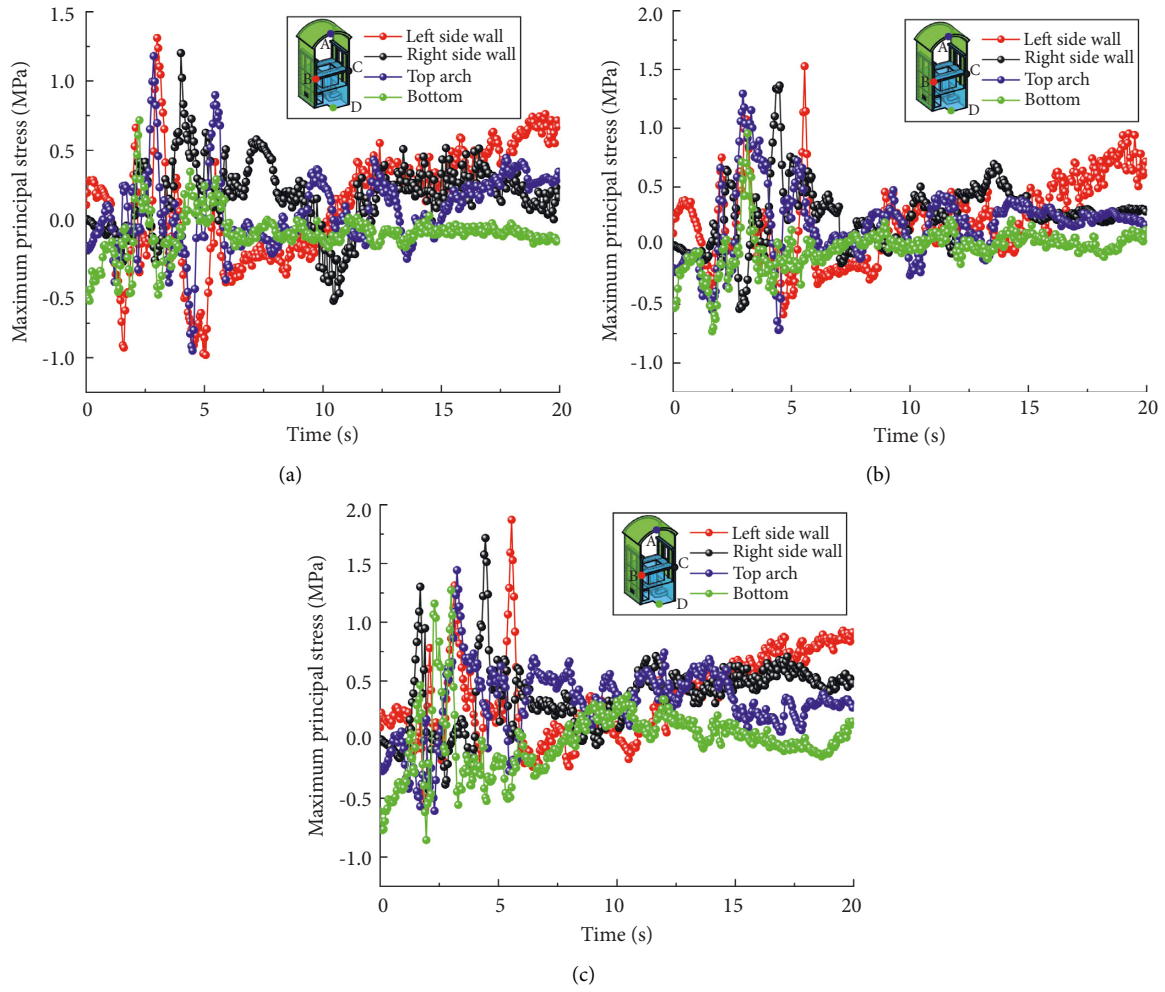 1.5
1.0
0.5
0.0
-0.5
-1.0
Maximum principal stress (MPa)
0 5 10 15 20
Time (s)
A
B
C
D
Left side wall
Right side wall
Top arch
Bottom
(a)
2.0
1.5
1.0
0.5
0.0
-0.5
-1.0
Maximum principal stress (MPa)
0 5 10 15 20
Time (s)
A
B
C
D
Left side wall
Right side wall
Top arch
Bottom
(b)
2.0
1.5
1.0
0.5
0.0
-0.5
-1.0
Maximum principal stress (MPa)
0 5 10 15 20
Time (s)
A
B
C
D
Left side wall
Right side wall
Top arch
Bottom
(c)